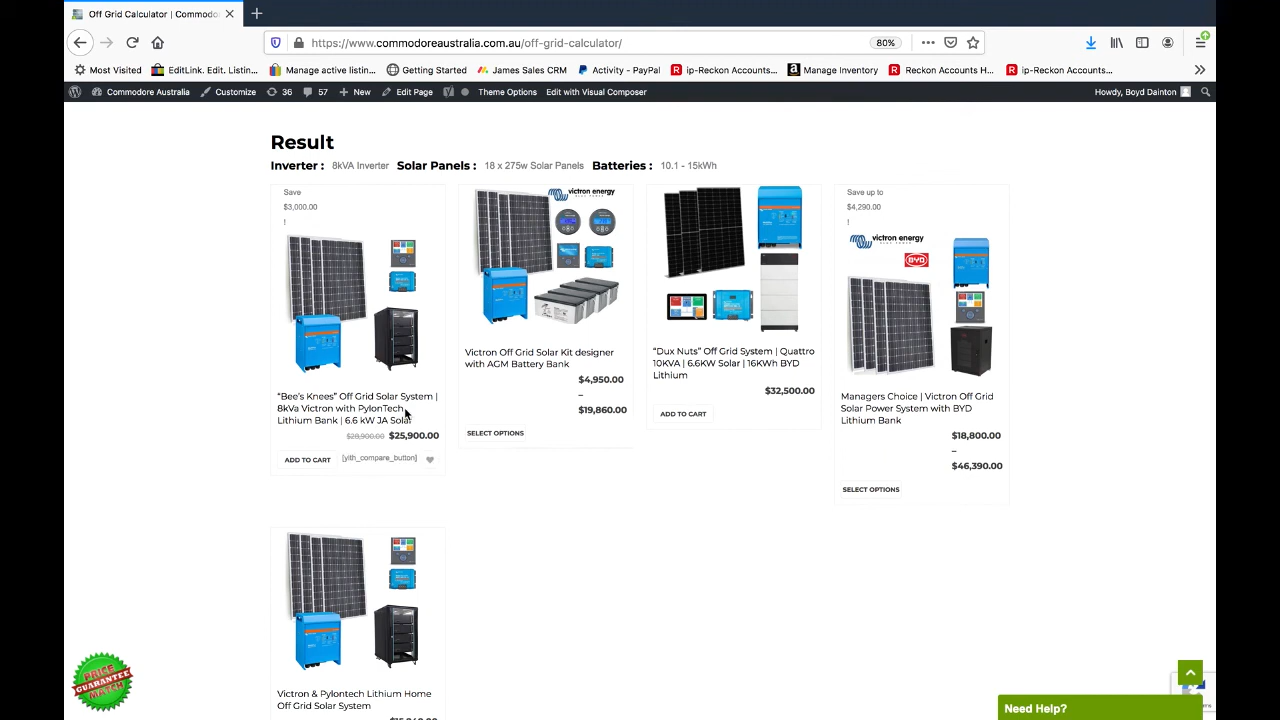 Off Grid Calculator | Commodo
https://www.commodoreaustralia.com.au/off-grid-calculator/
80%
Most Visited
EditLink. Edit. Listin...
Manage active listin...
Getting Started
James Sales CRM
Activity - PayPal
ip-Reckon Accounts...
Manage Inventory
Reckon Accounts H...
ip-Reckon Accounts...
Commodore Australia
Customize
36
57
New
Edit Page
Theme Options
Edit with Visual Composer
Howdy, Boyd Dainton
Result
Inverter : 8kVA Inverter Solar Panels : 18 x 275w Solar Panels Batteries : 10.1 - 15kWh
Save
$3,000.00
!
"Bee's Knees" Off Grid Solar System |
8kVa Victron with PylonTech
Lithium Bank | 6.6 kW JA Solar
$28,900.00 $25,900.00
ADD TO CART
[yith_compare_button]
victron energy
Victron Off Grid Solar Kit designer
with AGM Battery Bank
$4,950.00
–
$19,860.00
SELECT OPTIONS
"Dux Nuts" Off Grid System | Quattro
10KVA | 6.6KW Solar | 16KWh BYD
Lithium
$32,500.00
ADD TO CART
Save up to
$4,290.00
!
victron energy
BYD
Managers Choice | Victron Off Grid
Solar Power System with BYD
Lithium Bank
$18,800.00
–
$46,390.00
SELECT OPTIONS
Victron & Pylontech Lithium Home
Off Grid Solar System
PRICE
MATCH
GUARANTEE
Need Help?